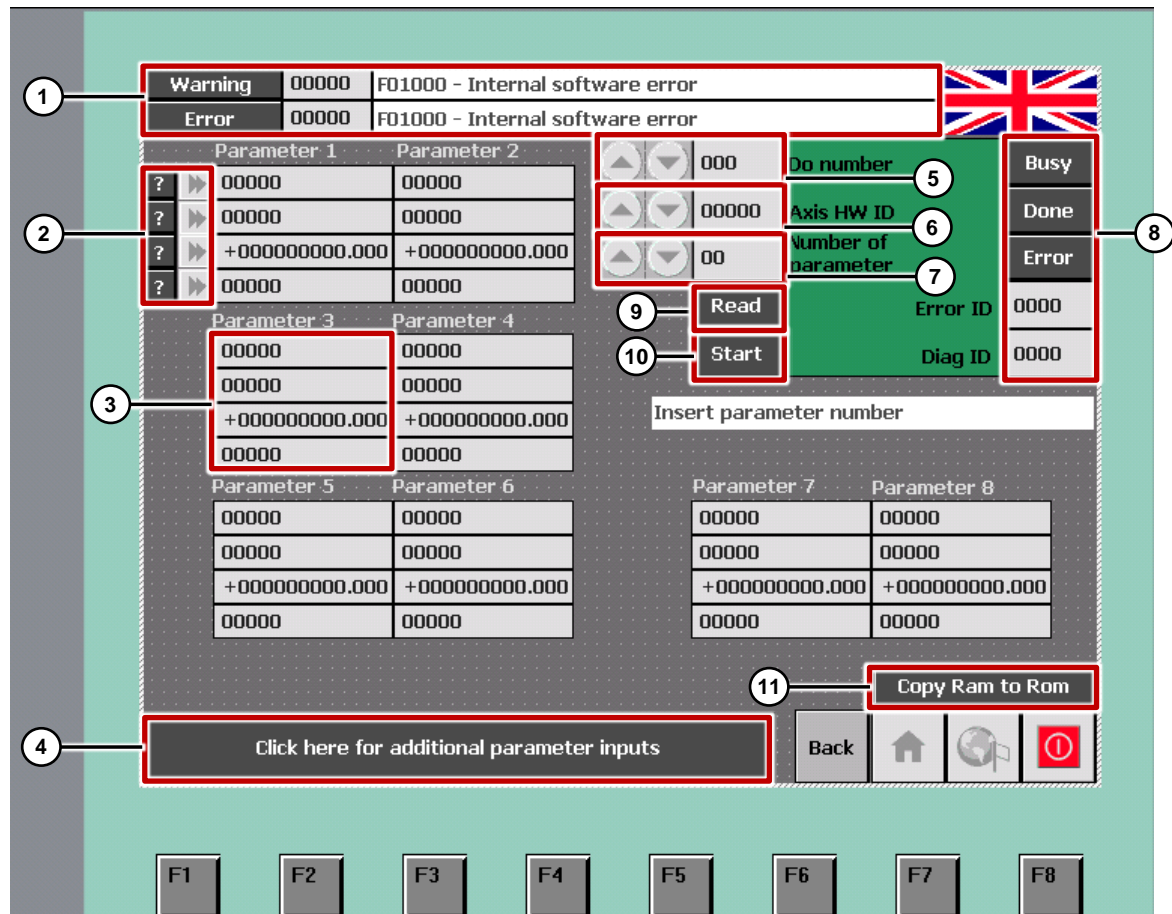 1
Warning 00000 F01000 - Internal software error
Error 00000 F01000 - Internal software error
8
Parameter 1 Parameter 2
? 00000 00000
? 00000 00000
? +000000000.000 +000000000.000
? 00000 00000
2
000 Do number
5
00000 Axis HW ID
6
00 Number of
parameter
7
9 Read
10 Start
Busy
Done
Error
Error ID 0000
Diag ID 0000
Parameter 3 Parameter 4
00000 00000
00000 00000
+000000000.000 +000000000.000
00000 00000
3
Insert parameter number
Parameter 5 Parameter 6
00000 00000
00000 00000
+000000000.000 +000000000.000
00000 00000
Parameter 7 Parameter 8
00000 00000
00000 00000
+000000000.000 +000000000.000
00000 00000
11 Copy Ram to Rom
4 Click here for additional parameter inputs
Back
F1 F2 F3 F4 F5 F6 F7 F8